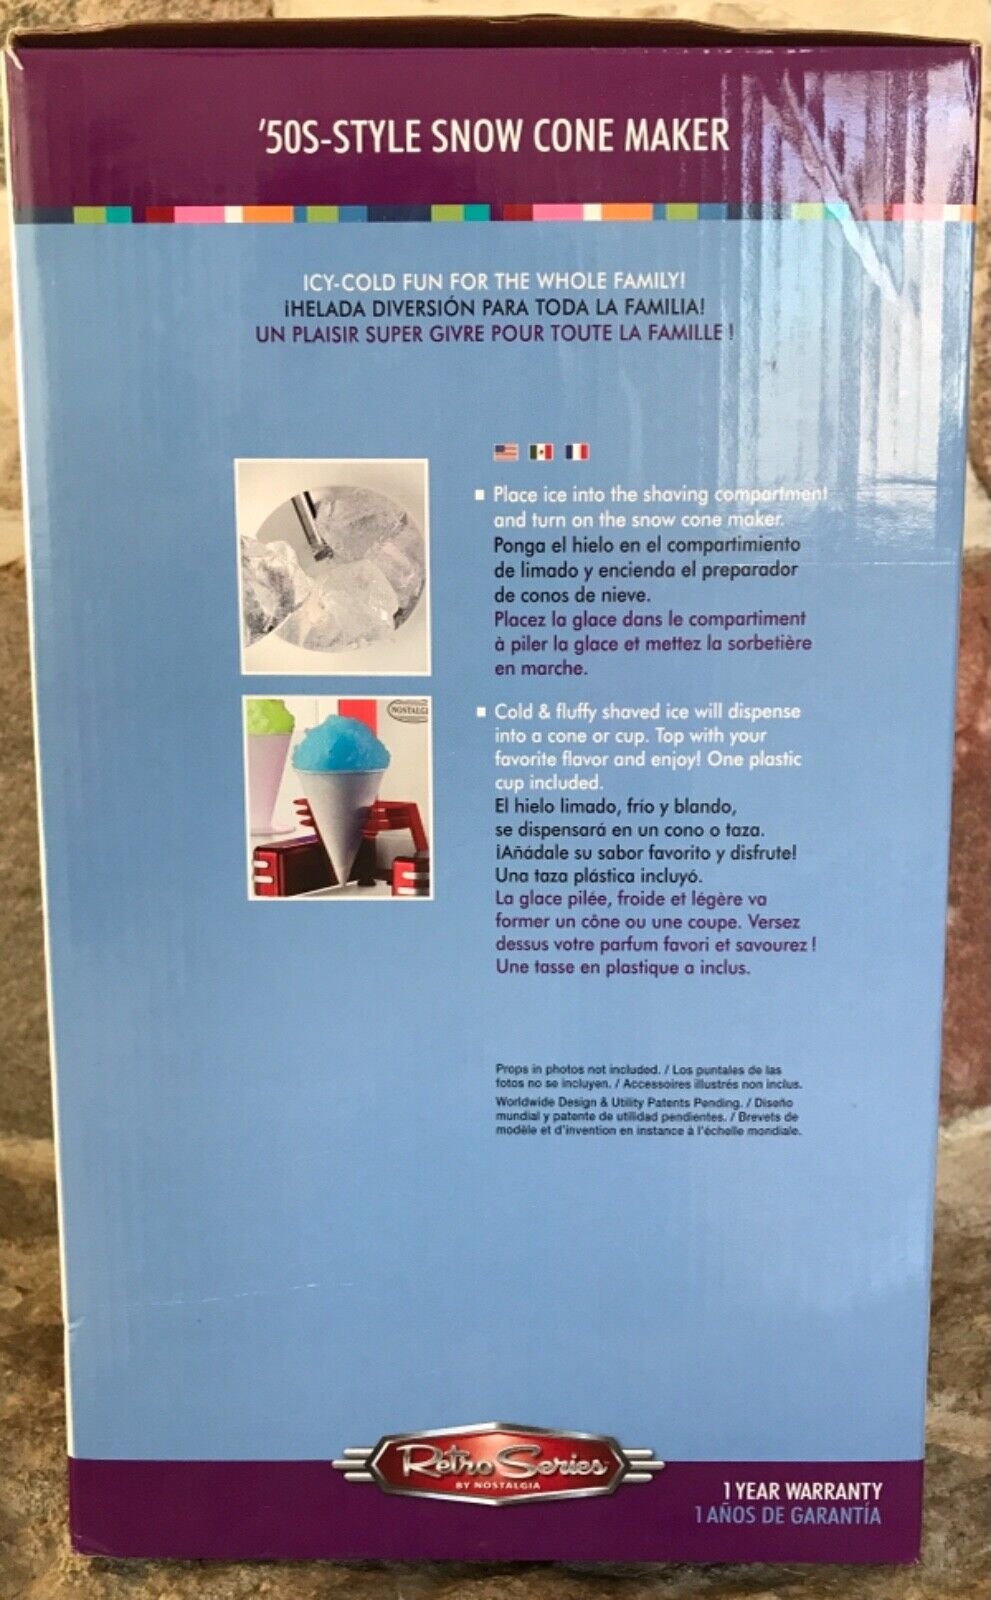 '50S-STYLE SNOW CONE MAKER
ICY-COLD FUN FOR THE WHOLE FAMILY!
¡HELADA DIVERSIÓN PARA TODA LA FAMILIA!
UN PLAISIR SUPER GIVRE POUR TOUTE LA FAMILLE !
Place ice into the shaving compartment
and turn on the snow cone maker.
Ponga el hielo en el compartimiento
de limado y encienda el preparador
de conos de nieve.
Placez la glace dans le compartiment
à piler la glace et mettez la sorbetière
en marche.
NOSTALGI
Cold & fluffy shaved ice will dispense
into a cone or cup. Top with your
favorite flavor and enjoy! One plastic
cup included.
El hielo limado, frío y blando,
se dispensará en un cono o taza.
¡Añádale su sabor favorito y disfrute!
Una taza plástica incluyó.
La glace pilée, froide et légère va
former un cône ou une coupe. Versez
dessus votre parfum favori et savourez !
Une tasse en plastique a inclus.
Props in photos not included. / Los puntales de las
fotos no se incluyen. / Accessoires illustrés non inclus.
Worldwide Design & Utility Patents Pending. / Diseño
mundial y patente de utilidad pendientes. / Brevets de
modèle et d'invention en instance à l'échelle mondiale.
Retro Series
BY NOSTALGIA
1 YEAR WARRANTY
1 AÑOS DE GARANTÍA